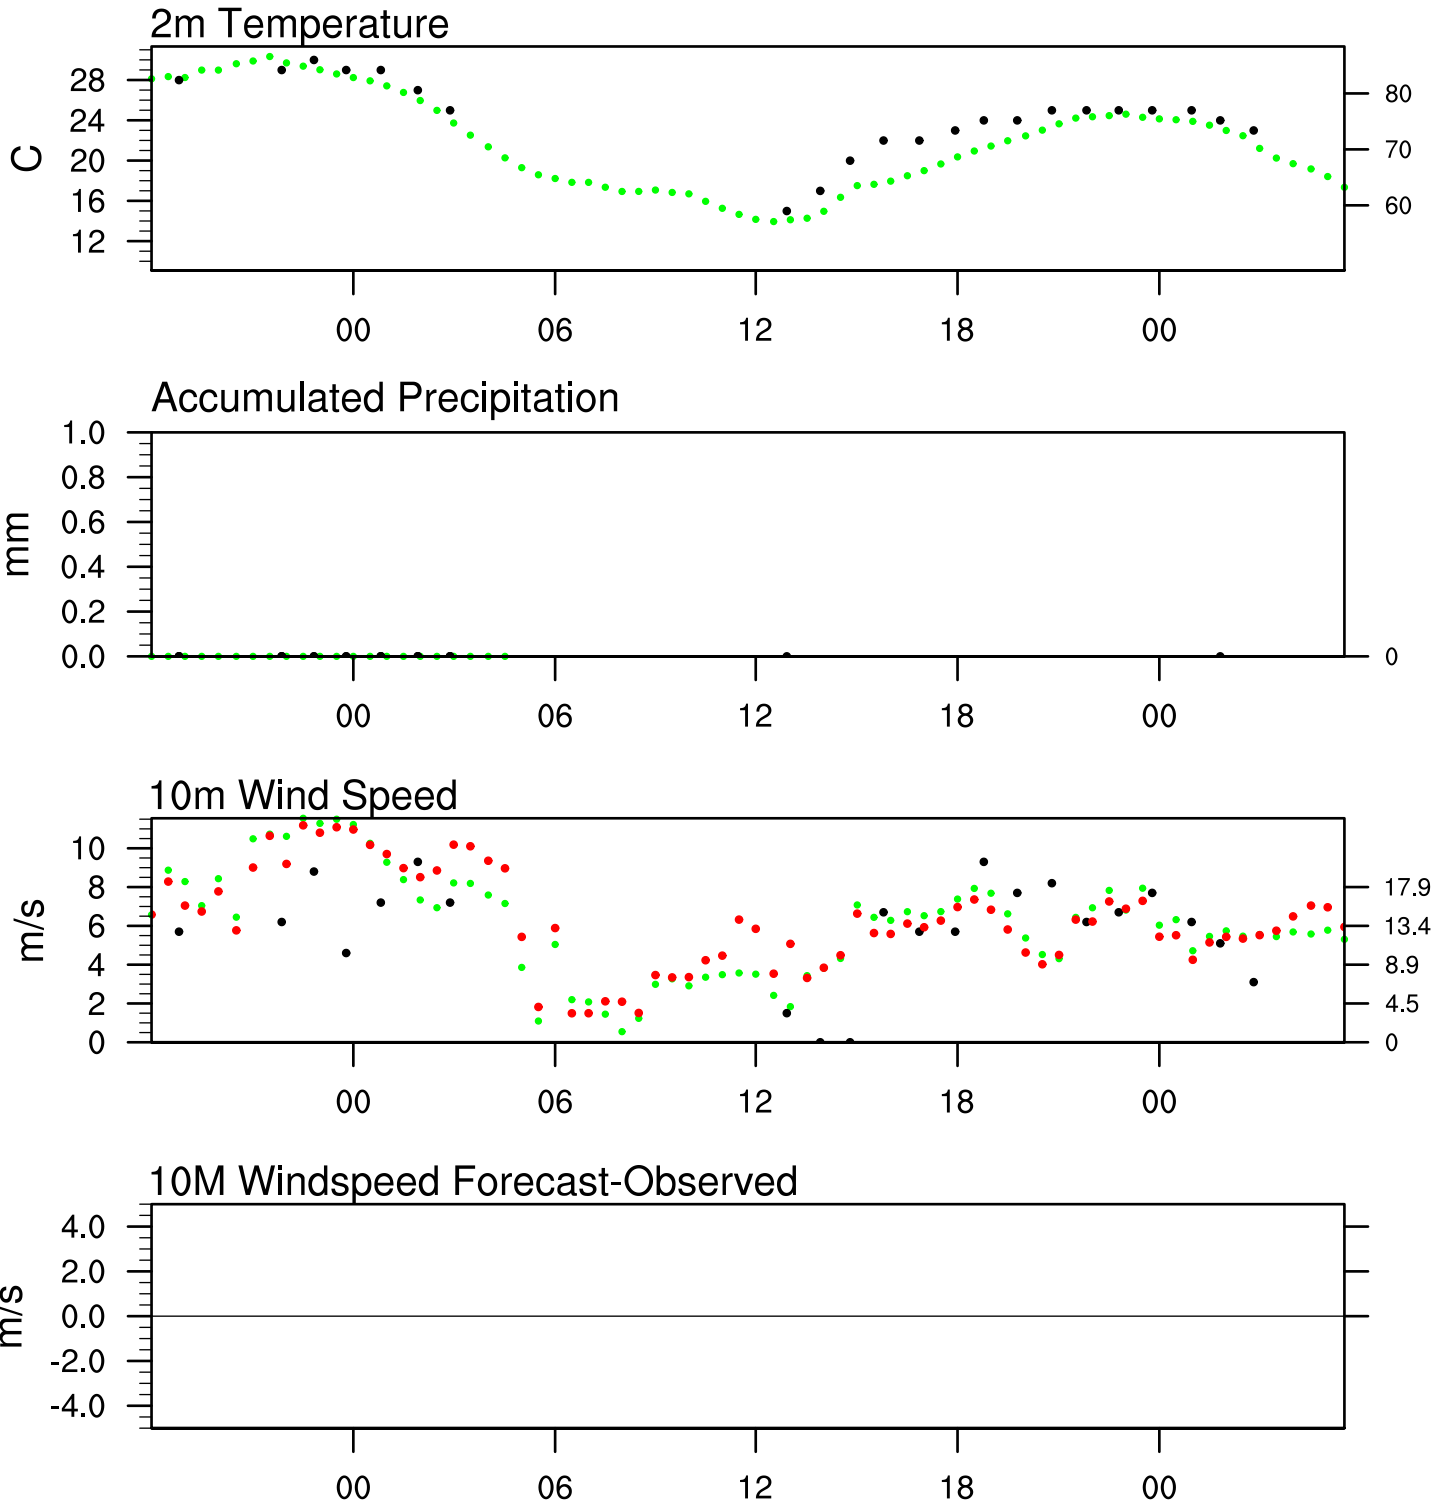 2m Temperature
28
24
20
16
12
C
80
70
60
00 06 12 18 00
Accumulated Precipitation
1.0
0.8
0.6
0.4
0.2
0.0
mm
0
00 06 12 18 00
10m Wind Speed
10
8
6
4
2
0
m/s
17.9
13.4
8.9
4.5
0
00 06 12 18 00
10M Windspeed Forecast-Observed
4.0
2.0
0.0
-2.0
-4.0
m/s
00 06 12 18 00